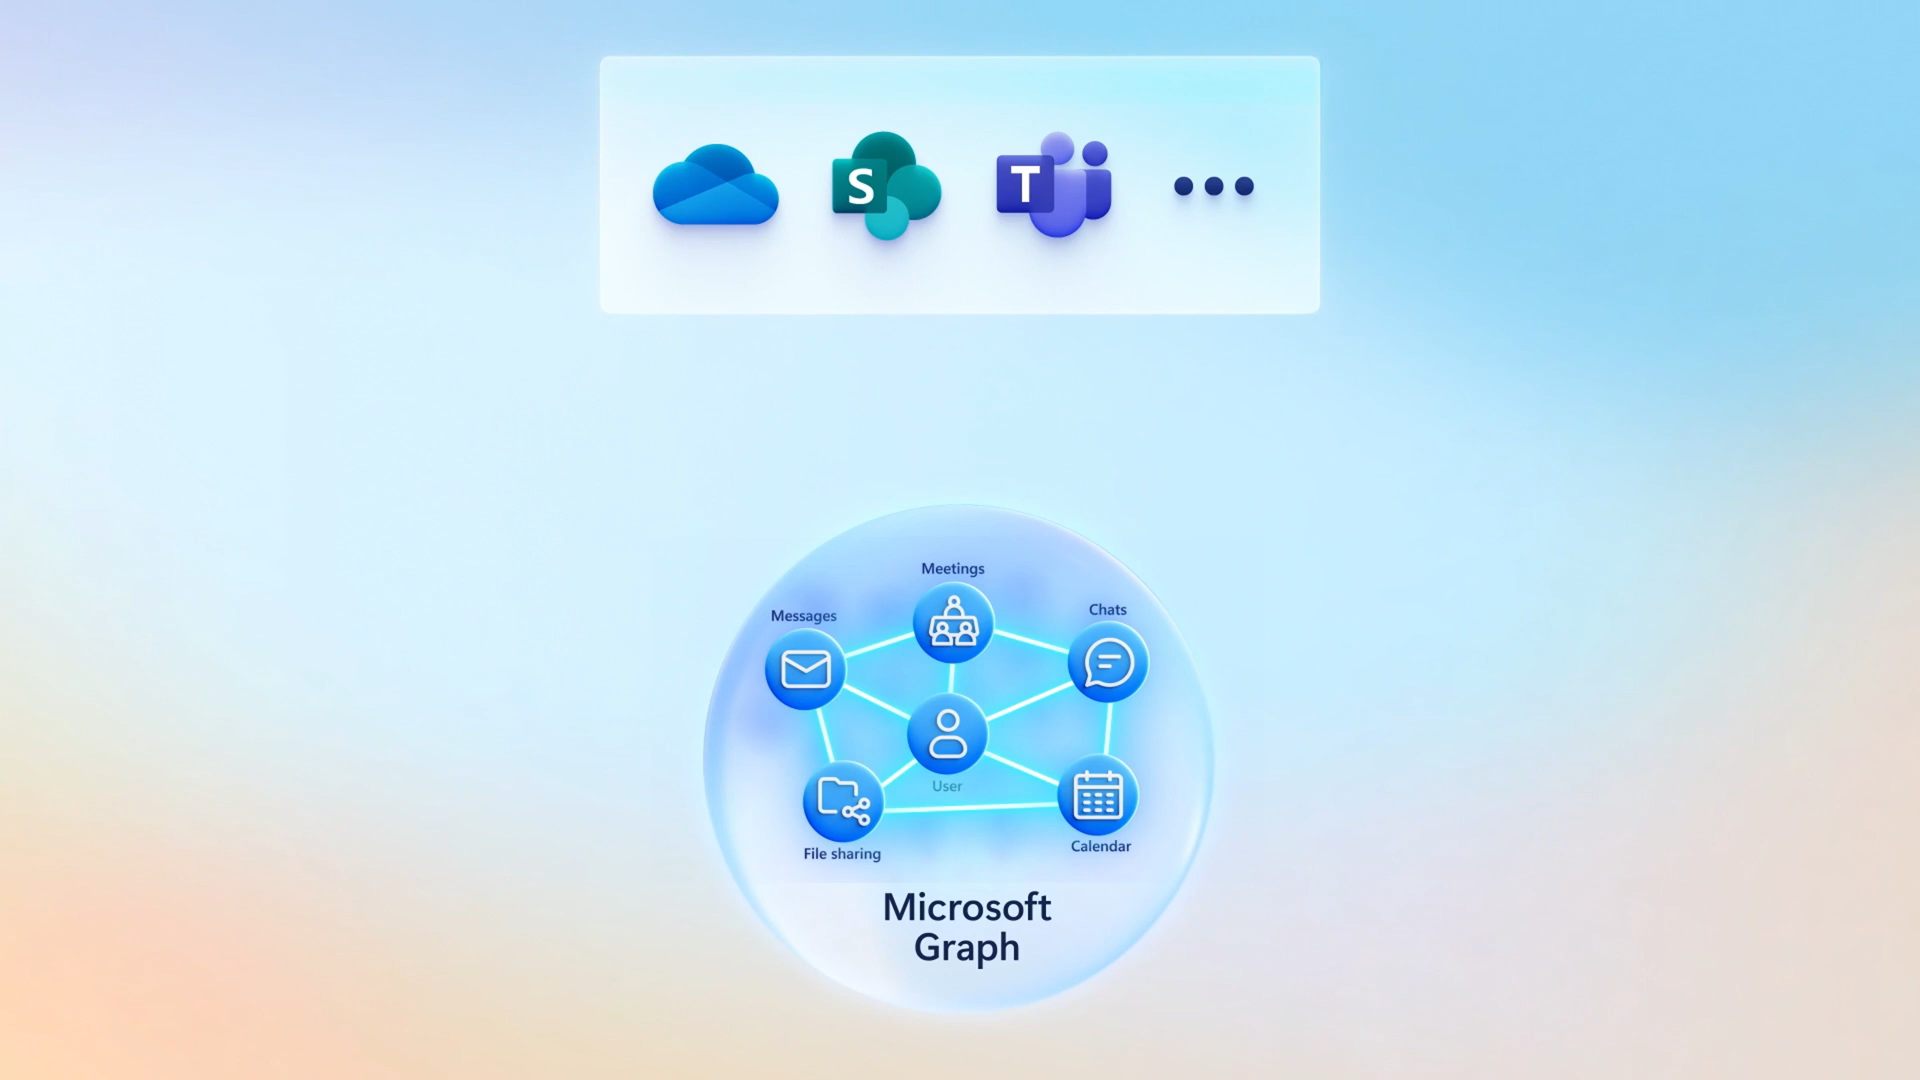 S
T
Meetings
Messages
Chats
User
File sharing
Calendar
Microsoft
Graph